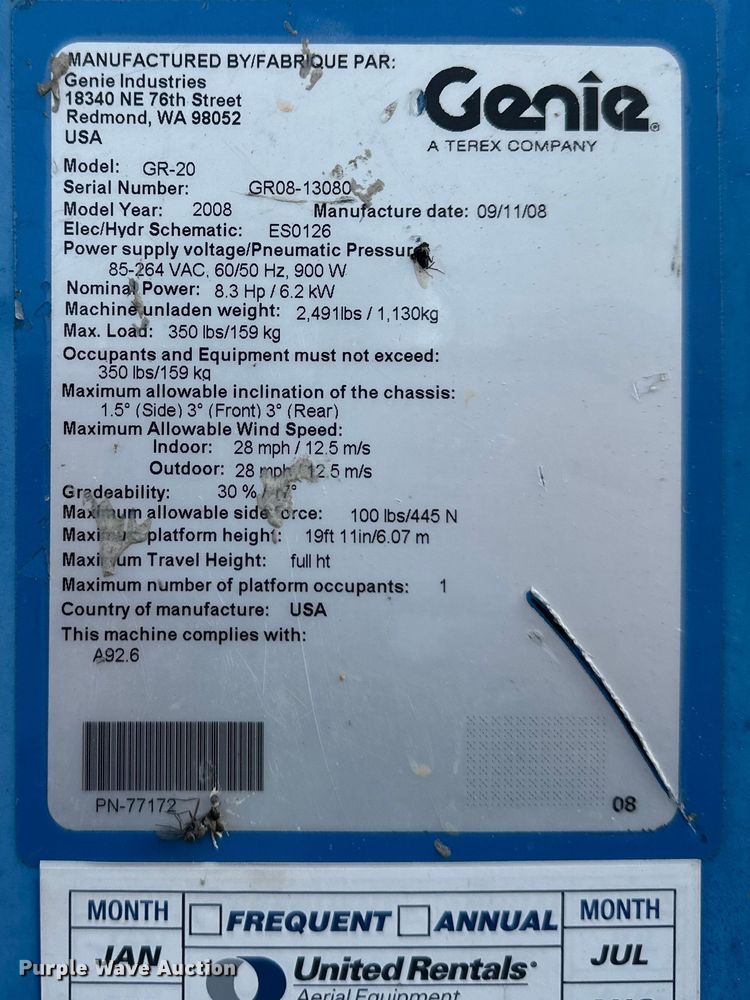 MANUFACTURED BY/FABRIQUE PAR:
Genie Industries
18340 NE 76th Street
Redmond, WA 98052
USA
Genie
A TEREX COMPANY
Model: GR-20
Serial Number: GR08-13080
Model Year: 2008 Manufacture date: 09/11/08
Elec/Hydr Schematic: ES0126
Power supply voltage/Pneumatic Pressure
85-264 VAC, 60/50 Hz, 900 W
Nominal Power: 8.3 Hp / 6.2 kW
Machine unladen weight: 2,491lbs / 1,130kg
Max. Load: 350 lbs/159 kg
Occupants and Equipment must not exceed:
350 lbs/159 kg
Maximum allowable inclination of the chassis:
1.5° (Side) 3° (Front) 3° (Rear)
Maximum Allowable Wind Speed:
Indoor: 28 mph / 12.5 m/s
Outdoor: 28 mph / 12.5 m/s
Gradeability: 30 % /
Maximum allowable side force: 100 lbs/445 N
Maximum platform height: 19ft 11in/6.07 m
Maximum Travel Height: full ht
Maximum number of platform occupants: 1
Country of manufacture: USA
This machine complies with:
A92.6
PN-77172
08
MONTH FREQUENT ANNUAL MONTH
JAN United Rentals JUL
Aerial Equipment
Purple Wave Auction